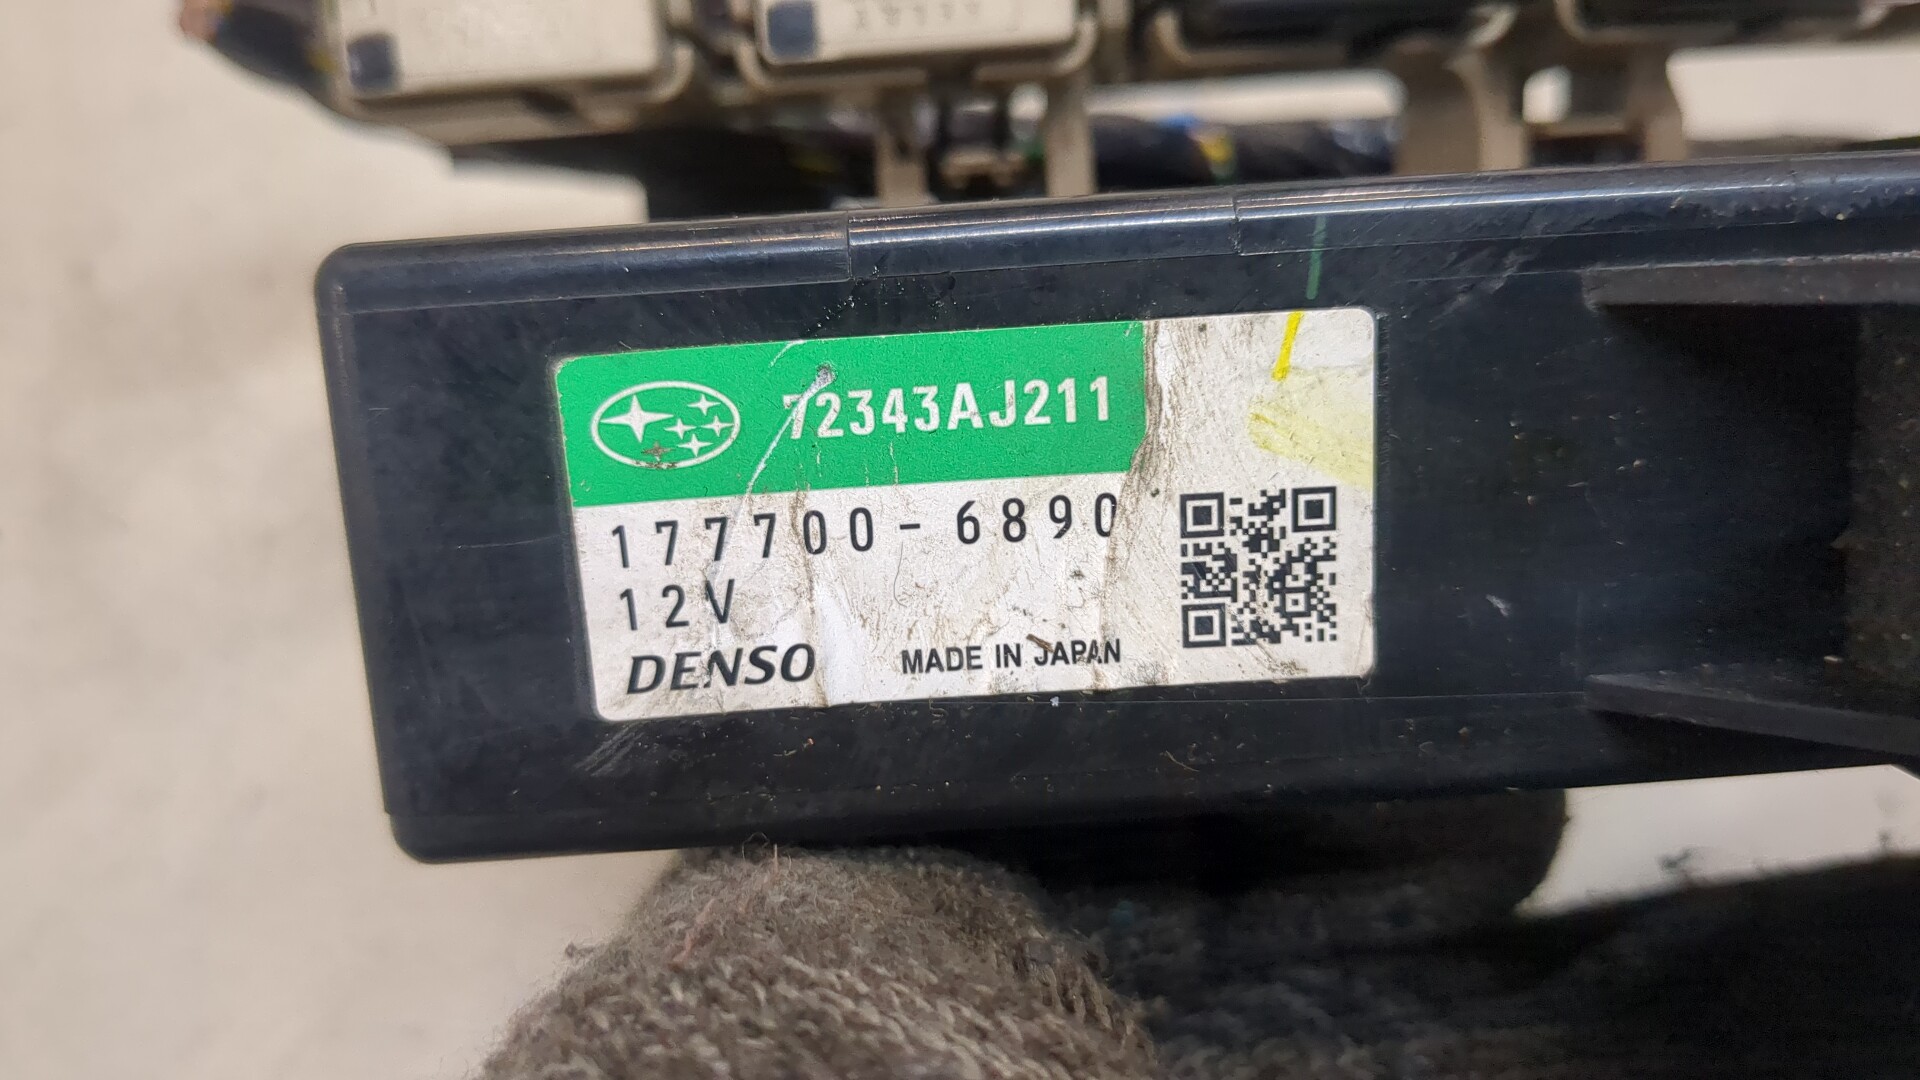 72343AJ211
177700-6890
12V
DENSO MADE IN JAPAN